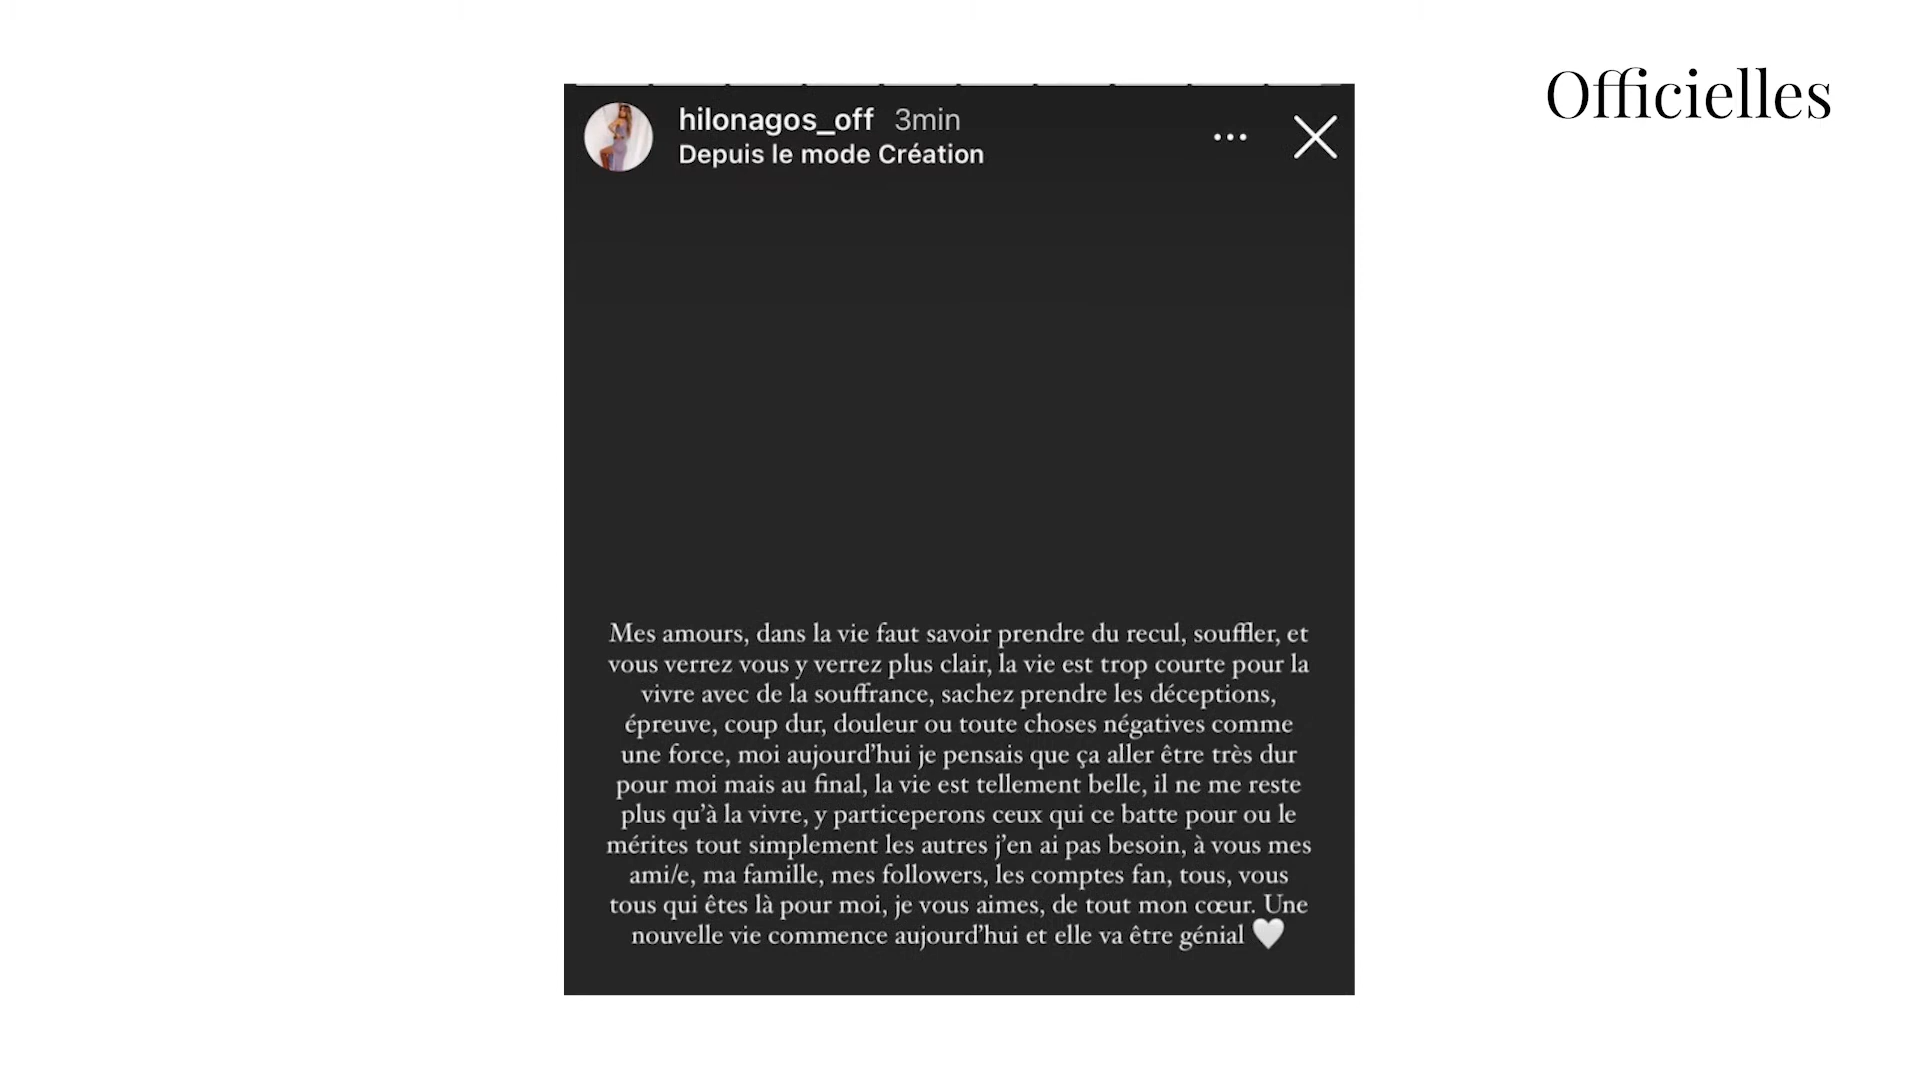 Officielles
hilonagos_off 3min
Depuis le mode Création
Mes amours, dans la vie faut savoir prendre du recul, souffler, et
vous verrez vous y verrez plus clair, la vie est trop courte pour la
vivre avec de la souffrance, sachez prendre les déceptions,
épreuve, coup dur, douleur ou toute choses négatives comme
une force, moi aujourd’hui je pensais que ça aller être très dur
pour moi mais au final, la vie est tellement belle, il ne me reste
plus qu’à la vivre, y particeperons ceux qui ce batte pour ou le
mérites tout simplement les autres j’en ai pas besoin, à vous mes
ami/e, ma famille, mes followers, les comptes fan, tous, vous
tous qui êtes là pour moi, je vous aimes, de tout mon cœur. Une
nouvelle vie commence aujourd’hui et elle va être génial 🤍